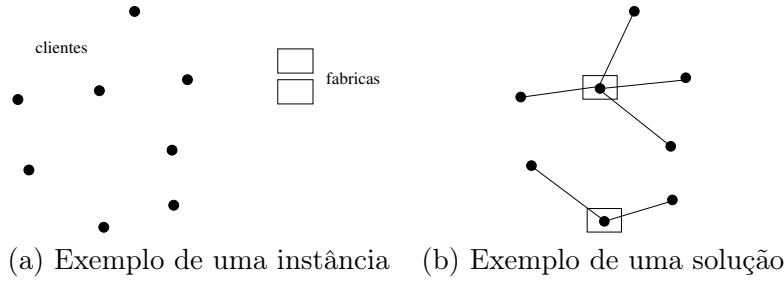 clientes
fabricas
(a) Exemplo de uma instância
(b) Exemplo de uma solução